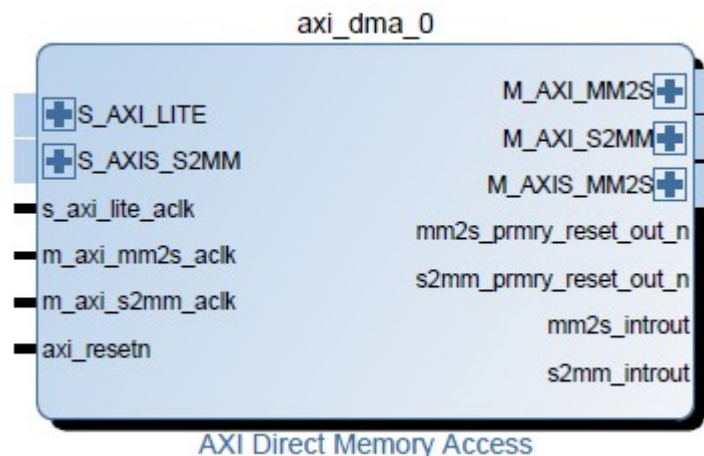 axi_dma_0
S_AXI_LITE
S_AXIS_S2MM
s_axi_lite_aclk
m_axi_mm2s_aclk
m_axi_s2mm_aclk
axi_resetn
M_AXI_MM2S
M_AXI_S2MM
M_AXIS_MM2S
mm2s_prmry_reset_out_n
s2mm_prmry_reset_out_n
mm2s_introut
s2mm_introut
AXI Direct Memory Access